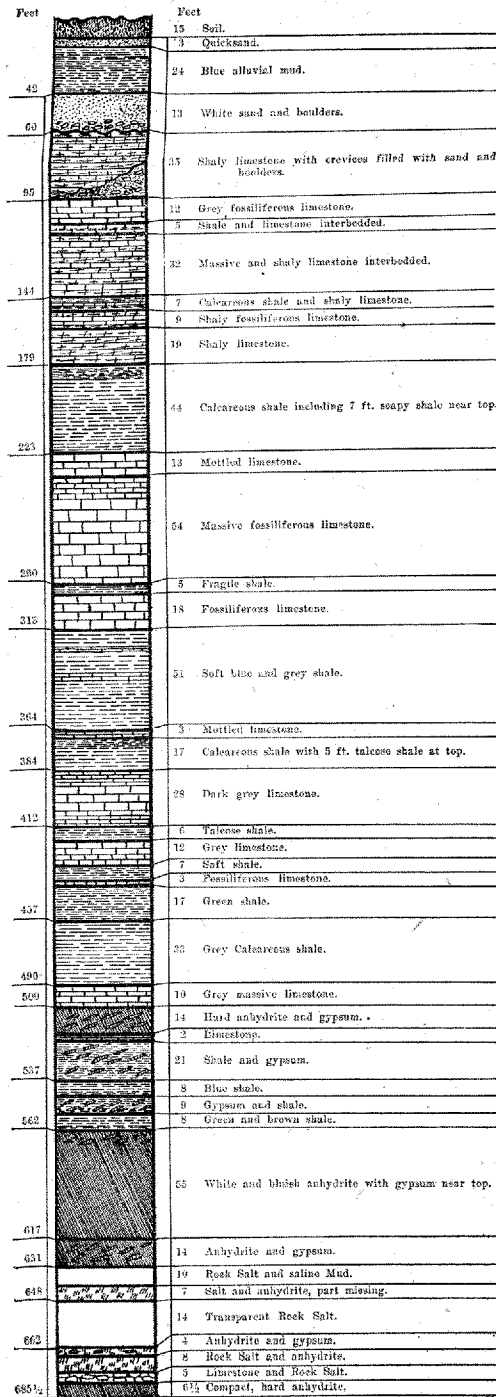 Feet Feet
15 Soil.
3 Quicksand.
24 Blue alluvial mud.
42
13 White sand and boulders.
60
35 Shaly limestone with crevices filled with sand and
boulders.
95
12 Grey fossiliferous limestone.
5 Shale and limestone interbedded.
32 Massive and shaly limestone interbedded.
144
7 Calcareous shale and shaly limestone.
9 Shaly fossiliferous limestone.
19 Shaly limestone.
179
44 Calcareous shale including 7 ft. soapy shale near top.
223
13 Mottled limestone.
54 Massive fossiliferous limestone.
290
5 Fragile shale.
18 Fossiliferous limestone.
313
51 Soft blue and grey shale.
364
3 Mottled limestone.
17 Calcareous shale with 5 ft. talcose shale at top.
384
28 Dark grey limestone.
412
6 Talcose shale.
12 Grey limestone.
7 Soft shale.
3 Fossiliferous limestone.
17 Green shale.
457
33 Grey Calcareous shale.
490
10 Grey massive limestone.
500
14 Hard anhydrite and gypsum.
2 Limestone.
21 Shale and gypsum.
537
8 Blue shale.
9 Gypsum and shale.
8 Green and brown shale.
562
55 White and bluish anhydrite with gypsum near top.
617
14 Anhydrite and gypsum.
631
10 Rock Salt and saline Mud.
7 Salt and anhydrite, part missing.
648
14 Transparent Rock Salt.
662
4 Anhydrite and gypsum.
8 Rock Salt and anhydrite.
5 Limestone and Rock Salt.
6½ Compact, hard anhydrite.
685½